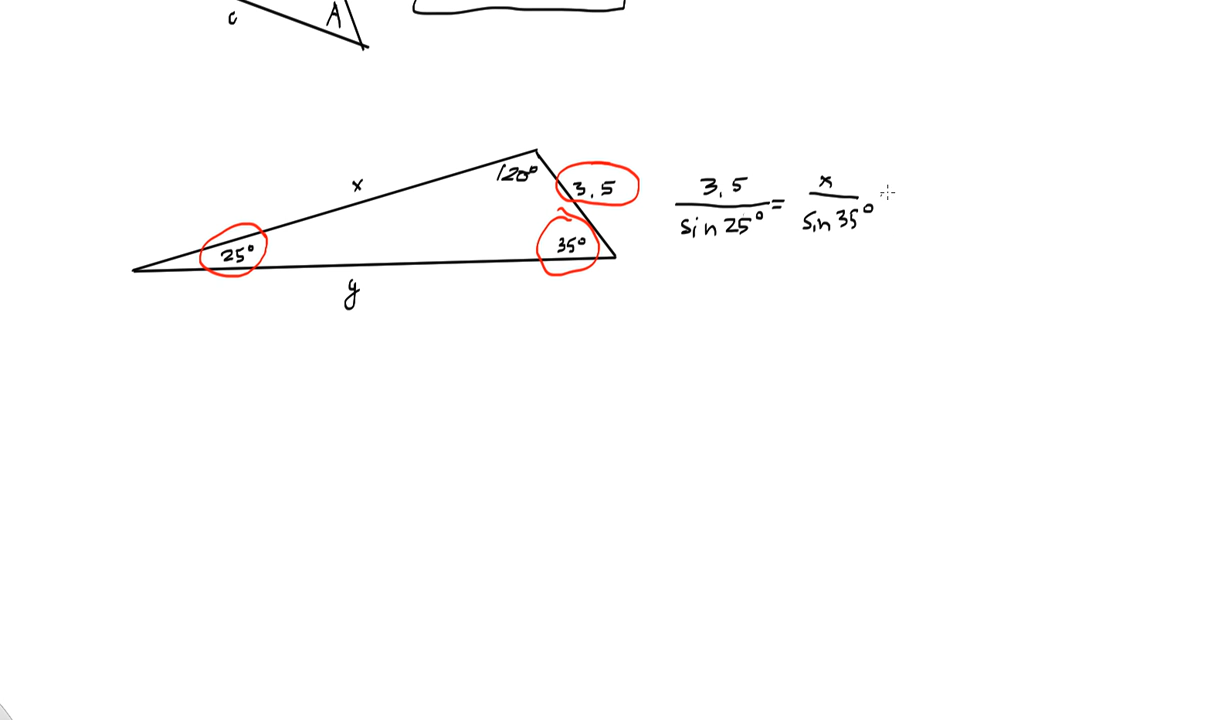 c A
120°
x 3,5
25° 35°
y
3,5 / sin 25° = x / sin 35°